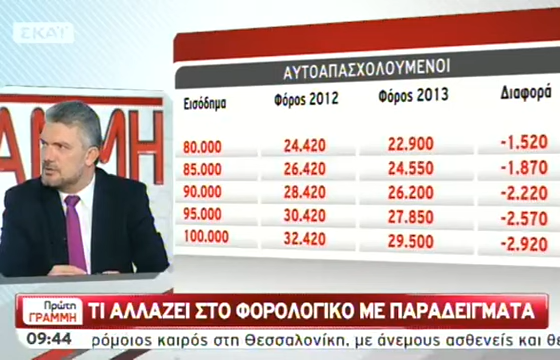 ΣΚΑΪ
ΑΥΤΟΑΠΑΣΧΟΛΟΥΜΕΝΟΙ
Εισόδημα Φόρος 2012 Φόρος 2013 Διαφορά
80.000 24.420 22.900 -1.520
85.000 26.420 24.550 -1.870
90.000 28.420 26.200 -2.220
95.000 30.420 27.850 -2.570
100.000 32.420 29.500 -2.920
ΑΜΜΗ
Πρώτη
ΓΡΑΜΜΗ
ΤΙ ΑΛΛΑΖΕΙ ΣΤΟ ΦΟΡΟΛΟΓΙΚΟ ΜΕ ΠΑΡΑΔΕΙΓΜΑΤΑ
09:44 ρόμοιος καιρός στη Θεσσαλονίκη, με άνεμους ασθενείς και θ